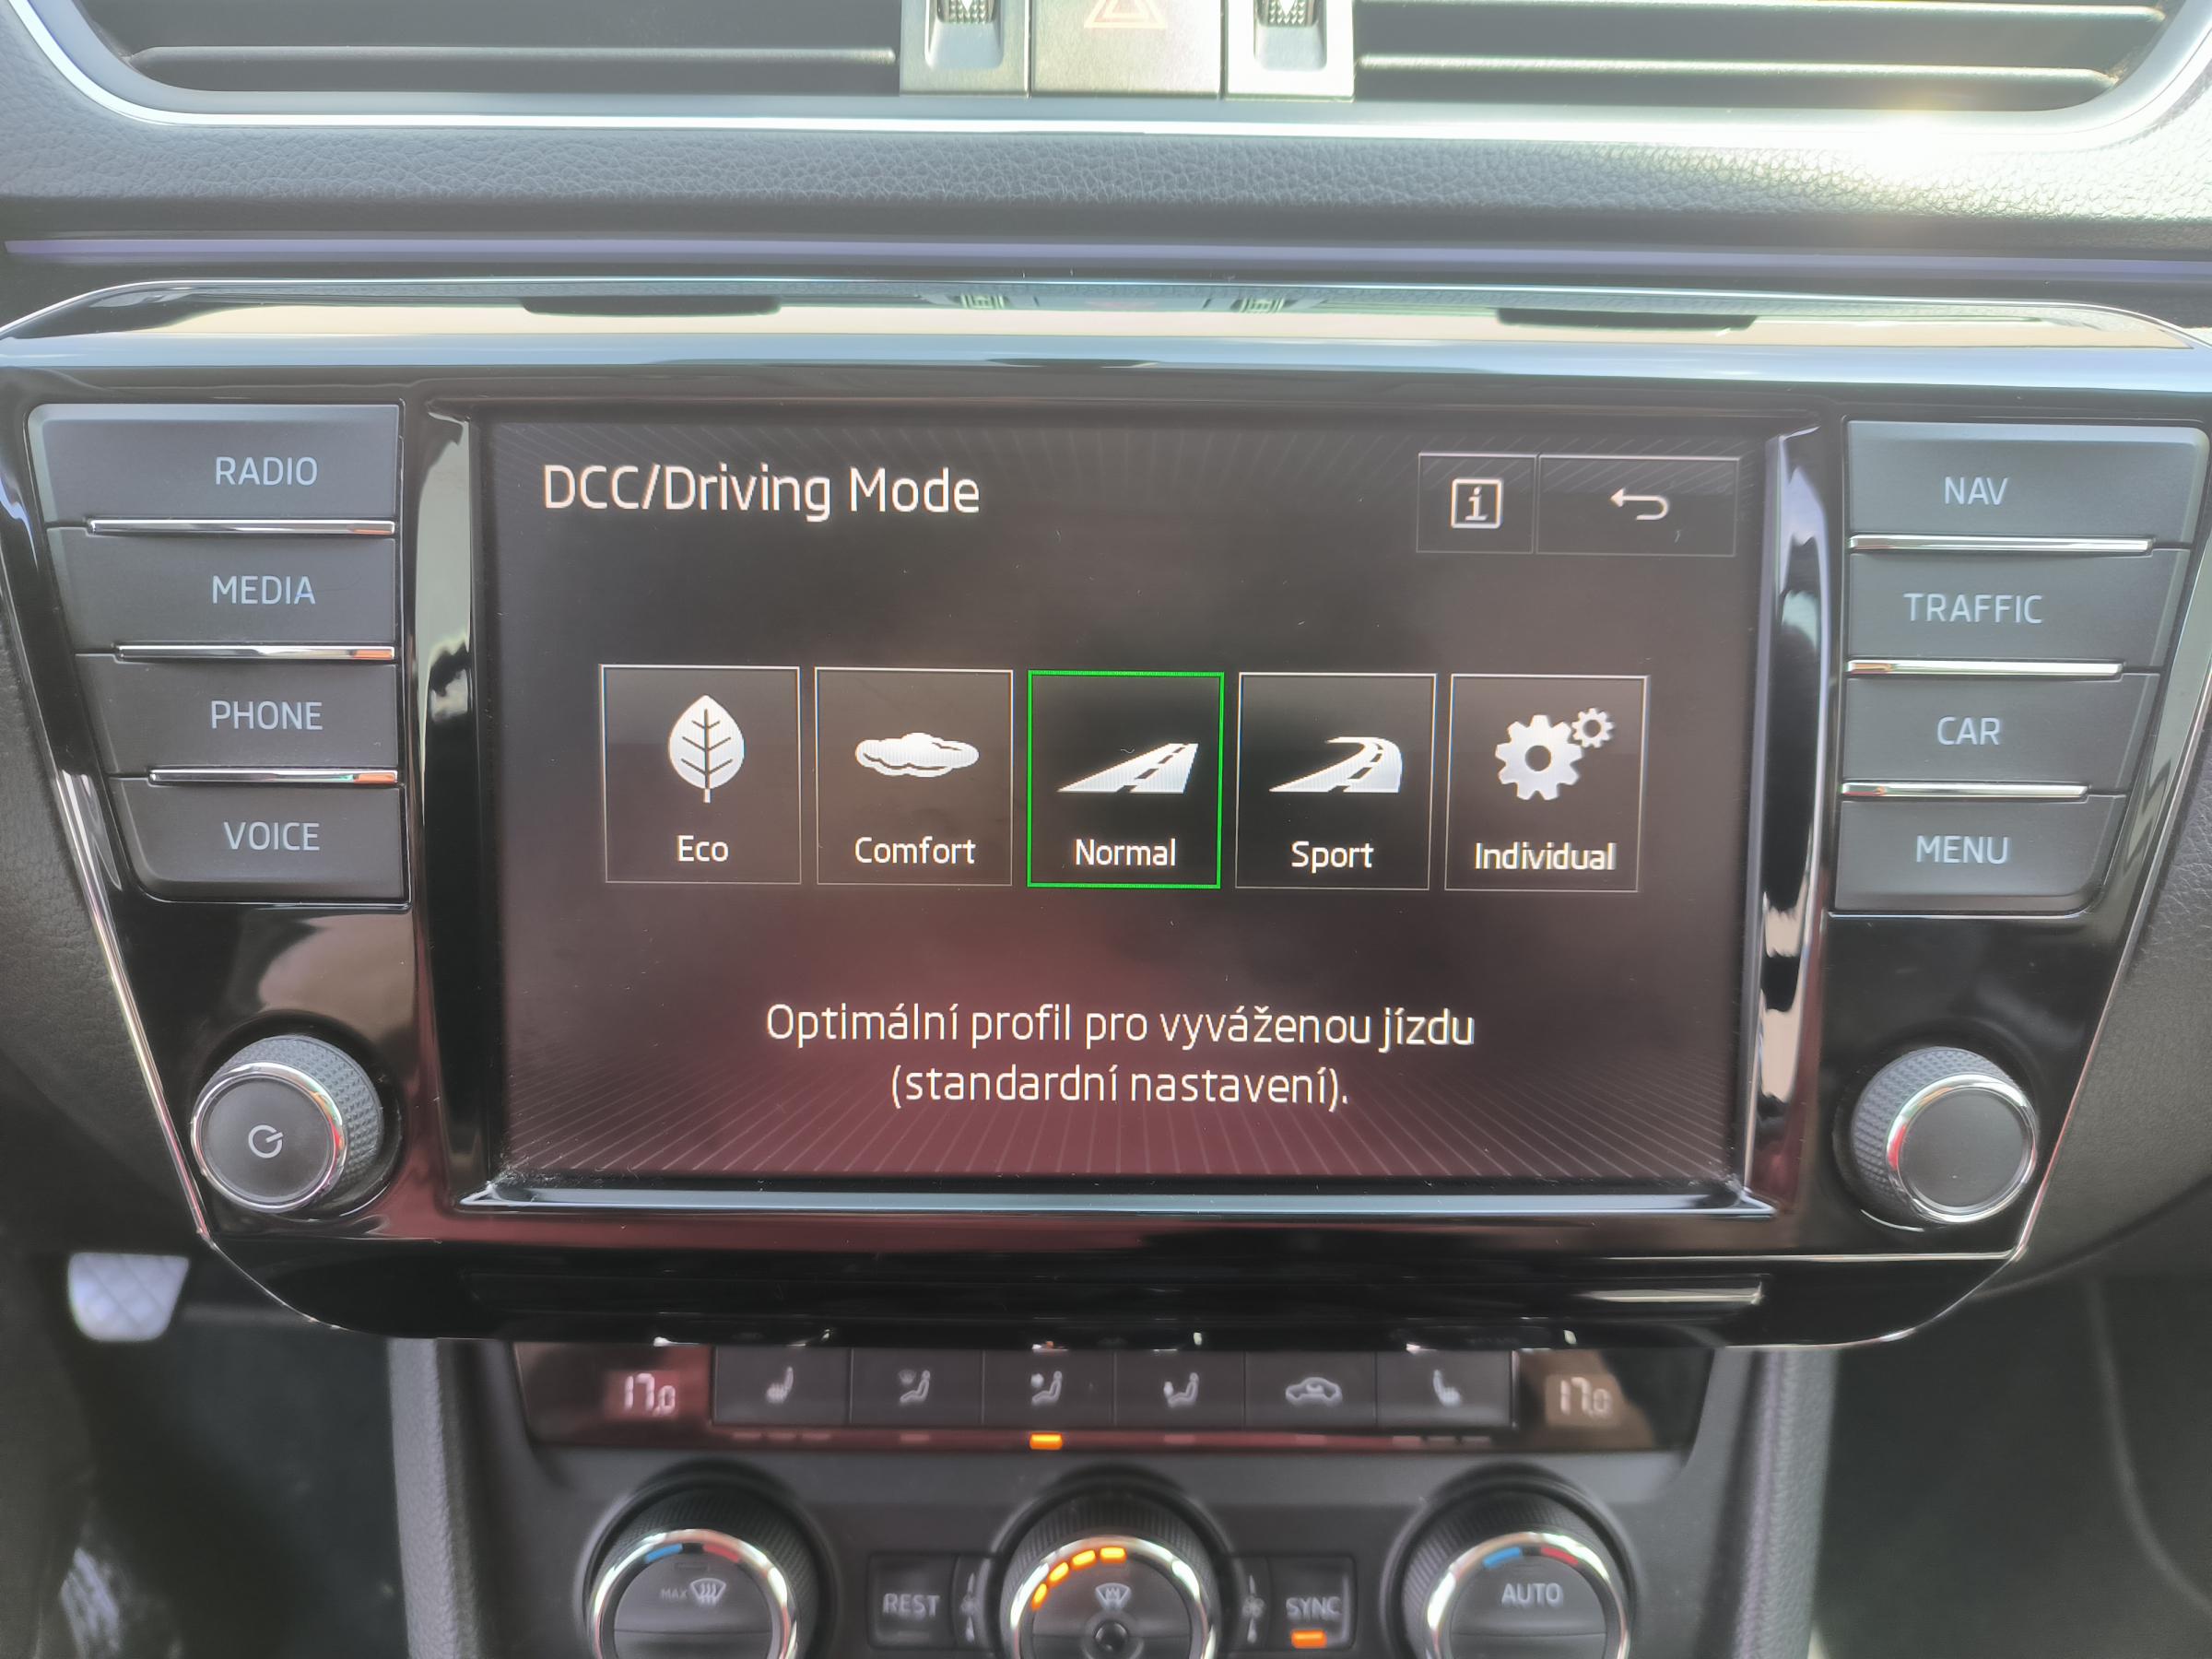 DCC/Driving Mode
RADIO
MEDIA
PHONE
VOICE
NAV
TRAFFIC
CAR
MENU
Eco
Comfort
Normal
Sport
Individual
Optimální profil pro vyváženou jízdu
(standardní nastavení).
17.0
17.0
MAX
REST
SYNC
AUTO